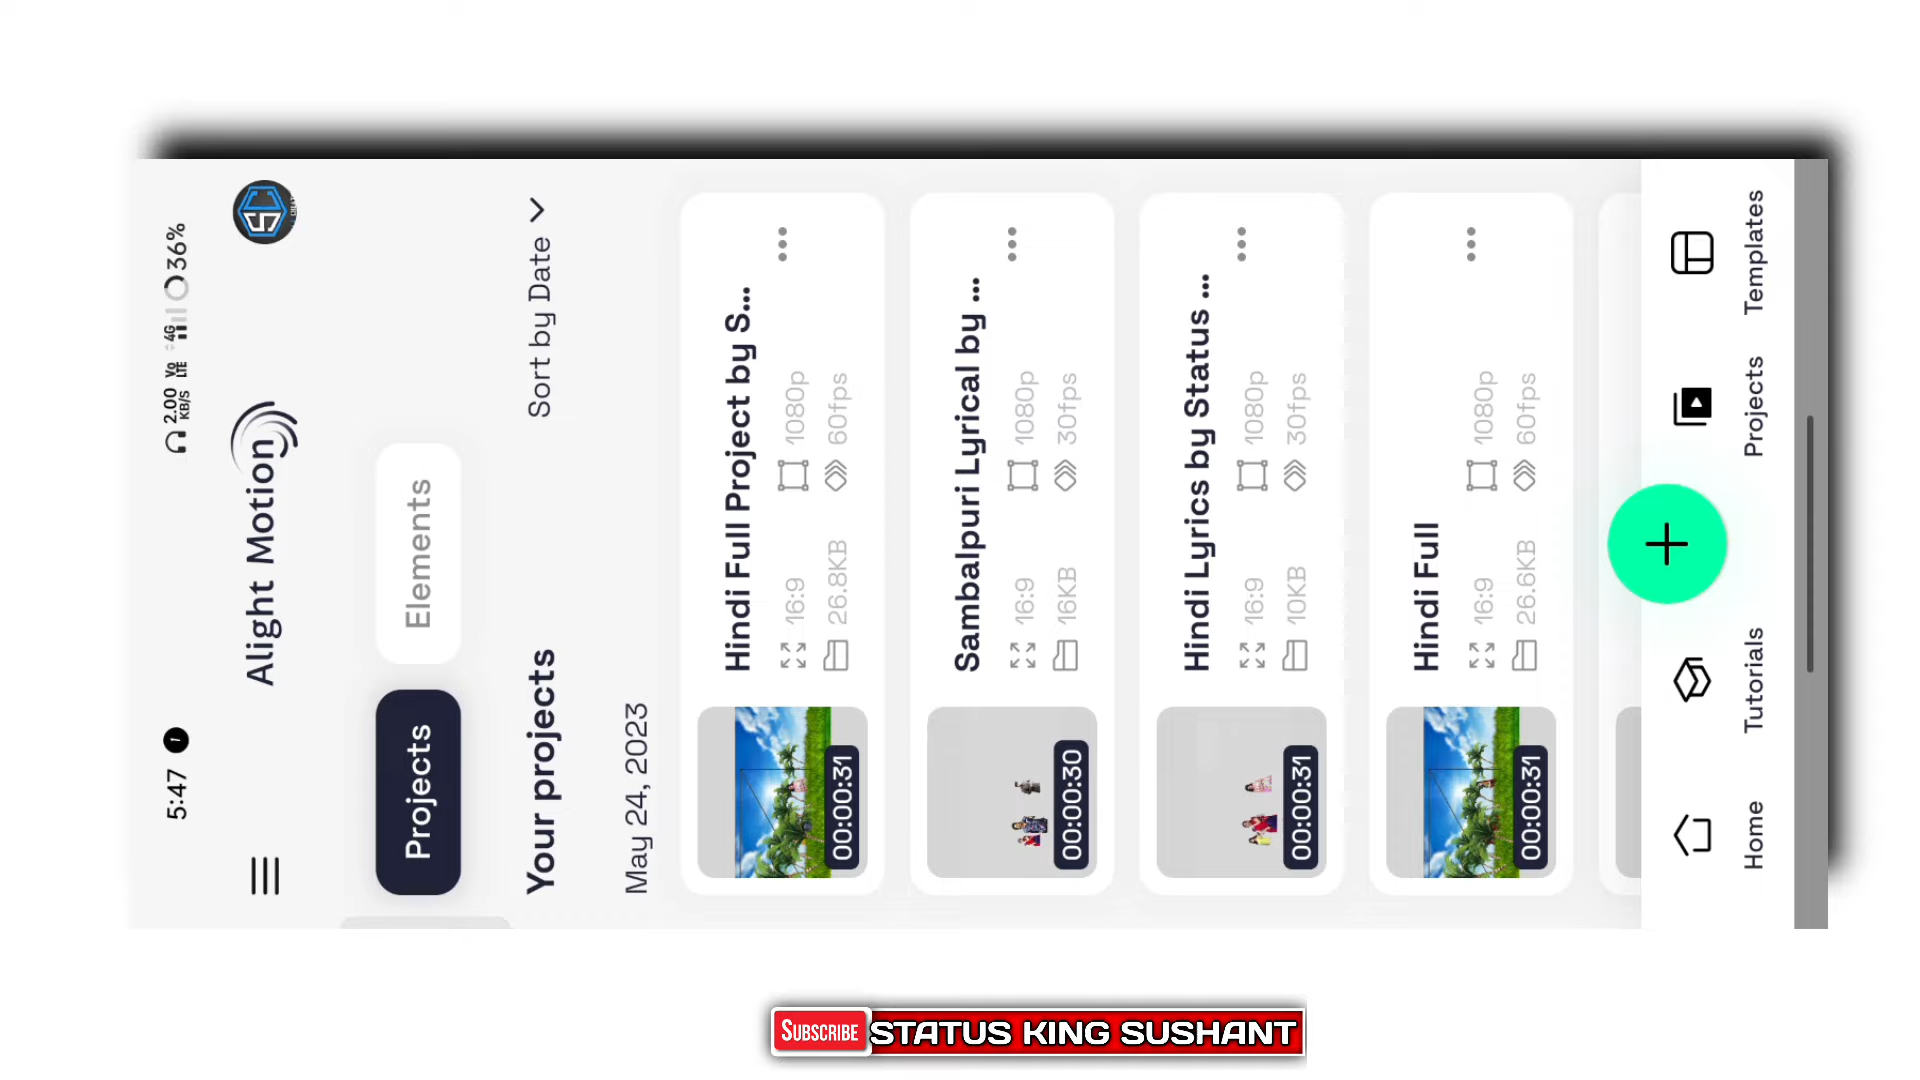 5:47
2.00 KB/S
Vo LTE
4G
36%
Alight Motion
Projects
Elements
Your projects
Sort by Date
May 24, 2023
Hindi Full Project by S...
16:9
1080p
26.8KB
60fps
00:00:31
Sambalpuri Lyrical by ...
16:9
1080p
16KB
30fps
00:00:30
Hindi Lyrics by Status ...
16:9
1080p
10KB
30fps
00:00:31
Hindi Full
16:9
1080p
26.6KB
60fps
00:00:31
Home
Tutorials
Projects
Templates
SUBSCRIBE STATUS KING SUSHANT